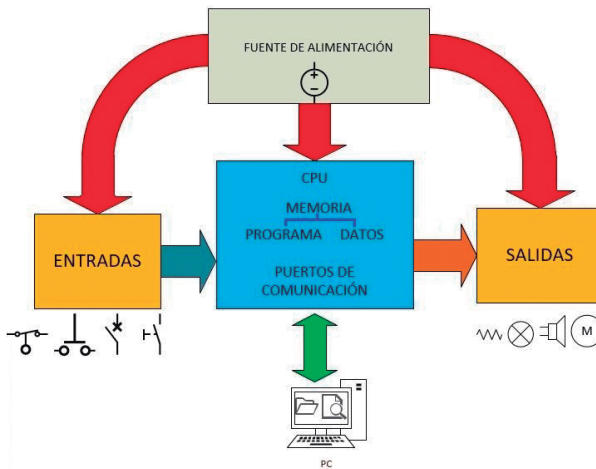 FUENTE DE ALIMENTACIÓN
CPU
MEMORIA
PROGRAMA DATOS
PUERTOS DE
COMUNICACIÓN
ENTRADAS
SALIDAS
M
PC